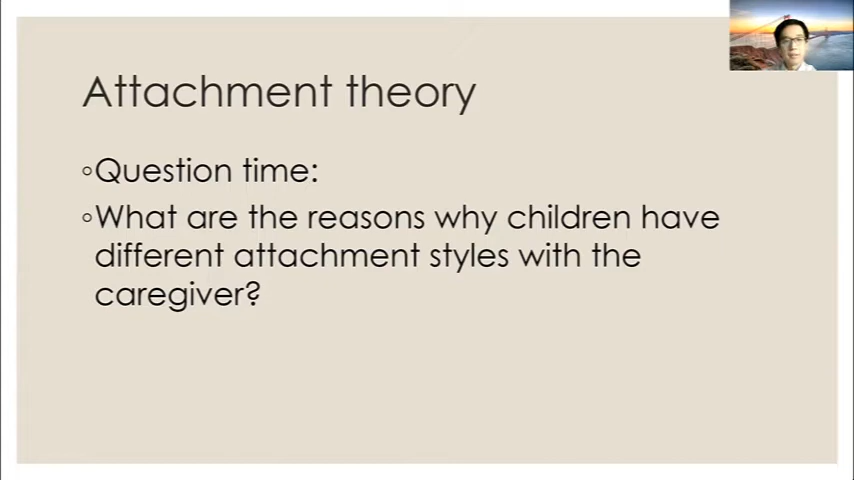 Attachment theory
◦Question time:
◦What are the reasons why children have
different attachment styles with the
caregiver?